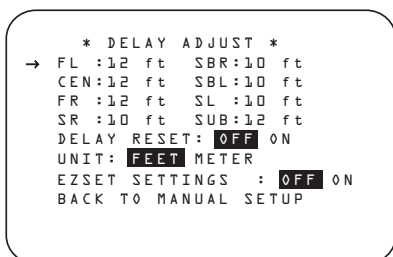 * DELAY ADJUST *
→ FL :12 ft SBR:10 ft
CEN:12 ft SBL:10 ft
FR :12 ft SL :10 ft
SR :10 ft SUB:12 ft
DELAY RESET: OFF ON
UNIT: FEET METER
EZSET SETTINGS : OFF ON
BACK TO MANUAL SETUP